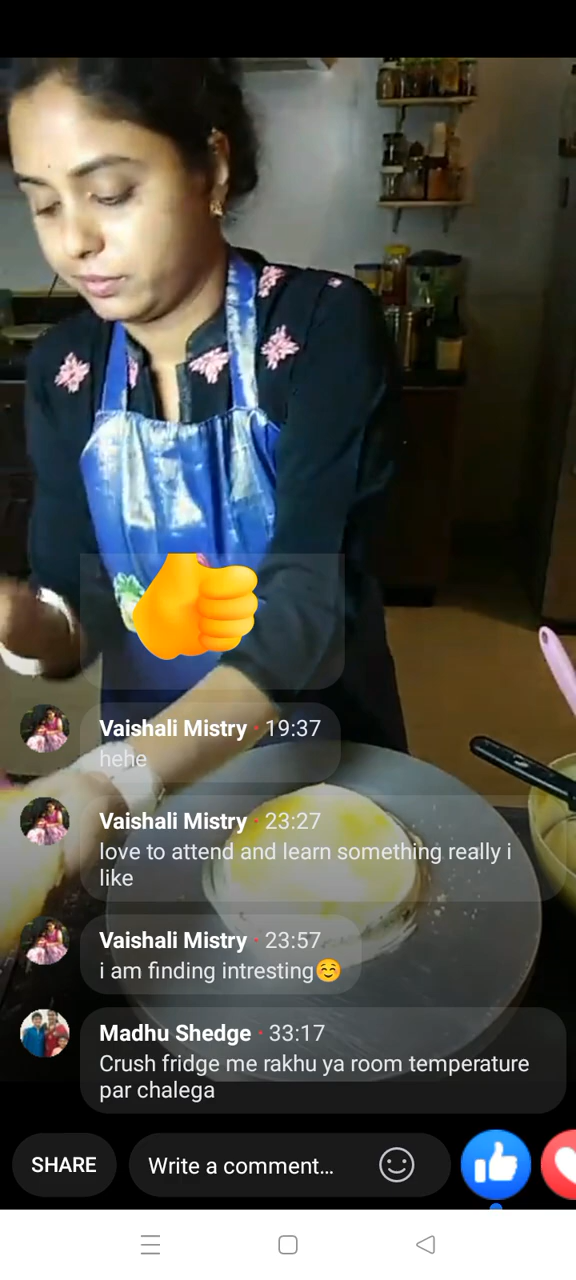 Vaishali Mistry · 19:37
hehe
Vaishali Mistry · 23:27
love to attend and learn something really i
like
Vaishali Mistry · 23:57
i am finding intresting☺️
Madhu Shedge · 33:17
Crush fridge me rakhu ya room temperature
par chalega
SHARE
Write a comment...